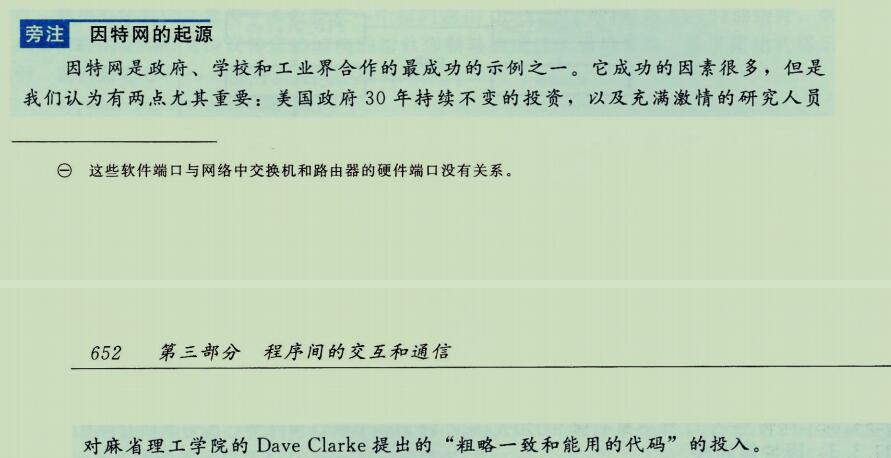 旁注 因特网的起源
因特网是政府、学校和工业界合作的最成功的示例之一。它成功的因素很多，但是
我们认为有两点尤其重要：美国政府 30 年持续不变的投资，以及充满激情的研究人员
㊀ 这些软件端口与网络中交换机和路由器的硬件端口没有关系。
652 第三部分 程序间的交互和通信
对麻省理工学院的 Dave Clarke 提出的“粗略一致和能用的代码”的投入。